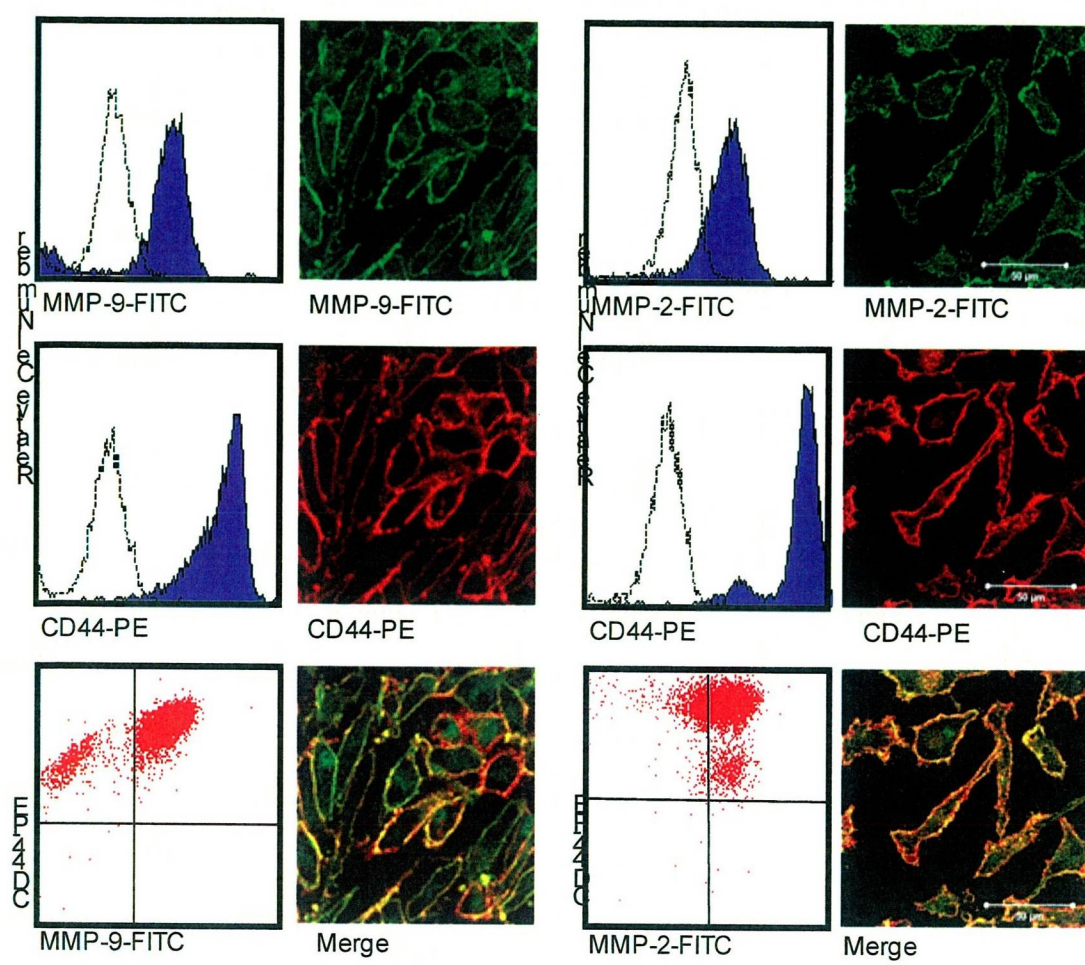 Relative Cell Number
MMP-9-FITC
MMP-9-FITC
Relative Cell Number
MMP-2-FITC
50 µm
MMP-2-FITC
CD44-PE
CD44-PE
CD44-PE
50 µm
CD44-PE
CD44-PE
MMP-9-FITC
Merge
CD44-PE
MMP-2-FITC
50 µm
Merge